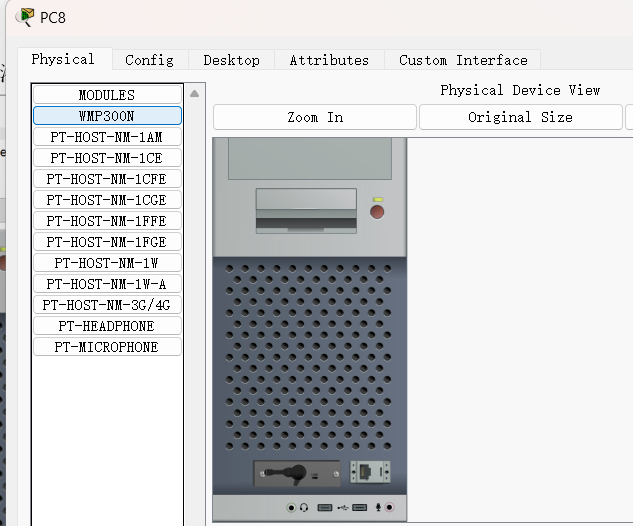 PC8
Physical
Config
Desktop
Attributes
Custom Interface
MODULES
WMP300N
PT-HOST-NM-1AM
PT-HOST-NM-1CE
PT-HOST-NM-1CFE
PT-HOST-NM-1CGE
PT-HOST-NM-1FFE
PT-HOST-NM-1FGE
PT-HOST-NM-1W
PT-HOST-NM-1W-A
PT-HOST-NM-3G/4G
PT-HEADPHONE
PT-MICROPHONE
Physical Device View
Zoom In
Original Size